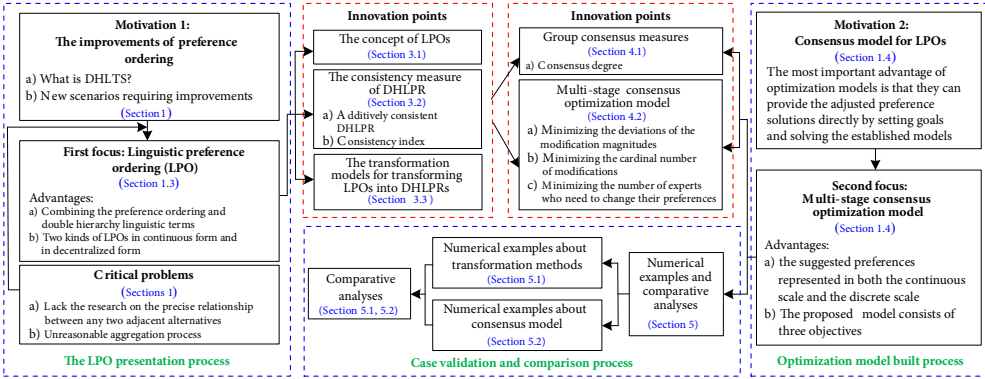 Motivation 1:
The improvements of preference
ordering
a) What is DHLTS?
b) New scenarios requiring improvements
(Section1)
First focus: Linguistic preference
ordering (LPO)
(Section 1.3)
Advantages:
a) Combining the preference ordering and
double hierarchy linguistic terms
b) Two kinds of LPOs in continuous form and
in decentralized form
Critical problems
(Sections 1)
a) Lack the research on the precise relationship
between any two adjacent alternatives
b) Unreasonable aggregation process
The LPO presentation process
Innovation points
The concept of LPOs
(Section 3.1)
The consistency measure
of DHLPR
(Section 3.2)
a) A dditively consistent
DHLPR
b) Consistency index
The transformation
models for transforming
LPOs into DHLPRs
(Section 3.3)
Innovation points
Group consensus measures
(Section 4.1)
a) Consensus degree
Multi-stage consensus
optimization model
(Section 4.2)
a) Minimizing the deviations of the
modification magnitudes
b) Minimizing the cardinal number
of modifications
c) Minimizing the number of experts
who need to change their preferences
Comparative
analyses
(Section 5.1, 5.2)
Numerical examples about
transformation methods
(Section 5.1)
Numerical examples about
consensus model
(Section 5.2)
Numerical
examples and
comparative
analyses
(Section 5)
Case validation and comparison process
Motivation 2:
Consensus model for LPOs
(Section 1.4)
The most important advantage of
optimization models is that they can
provide the adjusted preference
solutions directly by setting goals
and solving the established models
Second focus:
Multi-stage consensus
optimization model
(Section 1.4)
Advantages:
a) the suggested preferences
represented in both the continuous
scale and the discrete scale
b) The proposed model consists of
three objectives
Optimization model built process